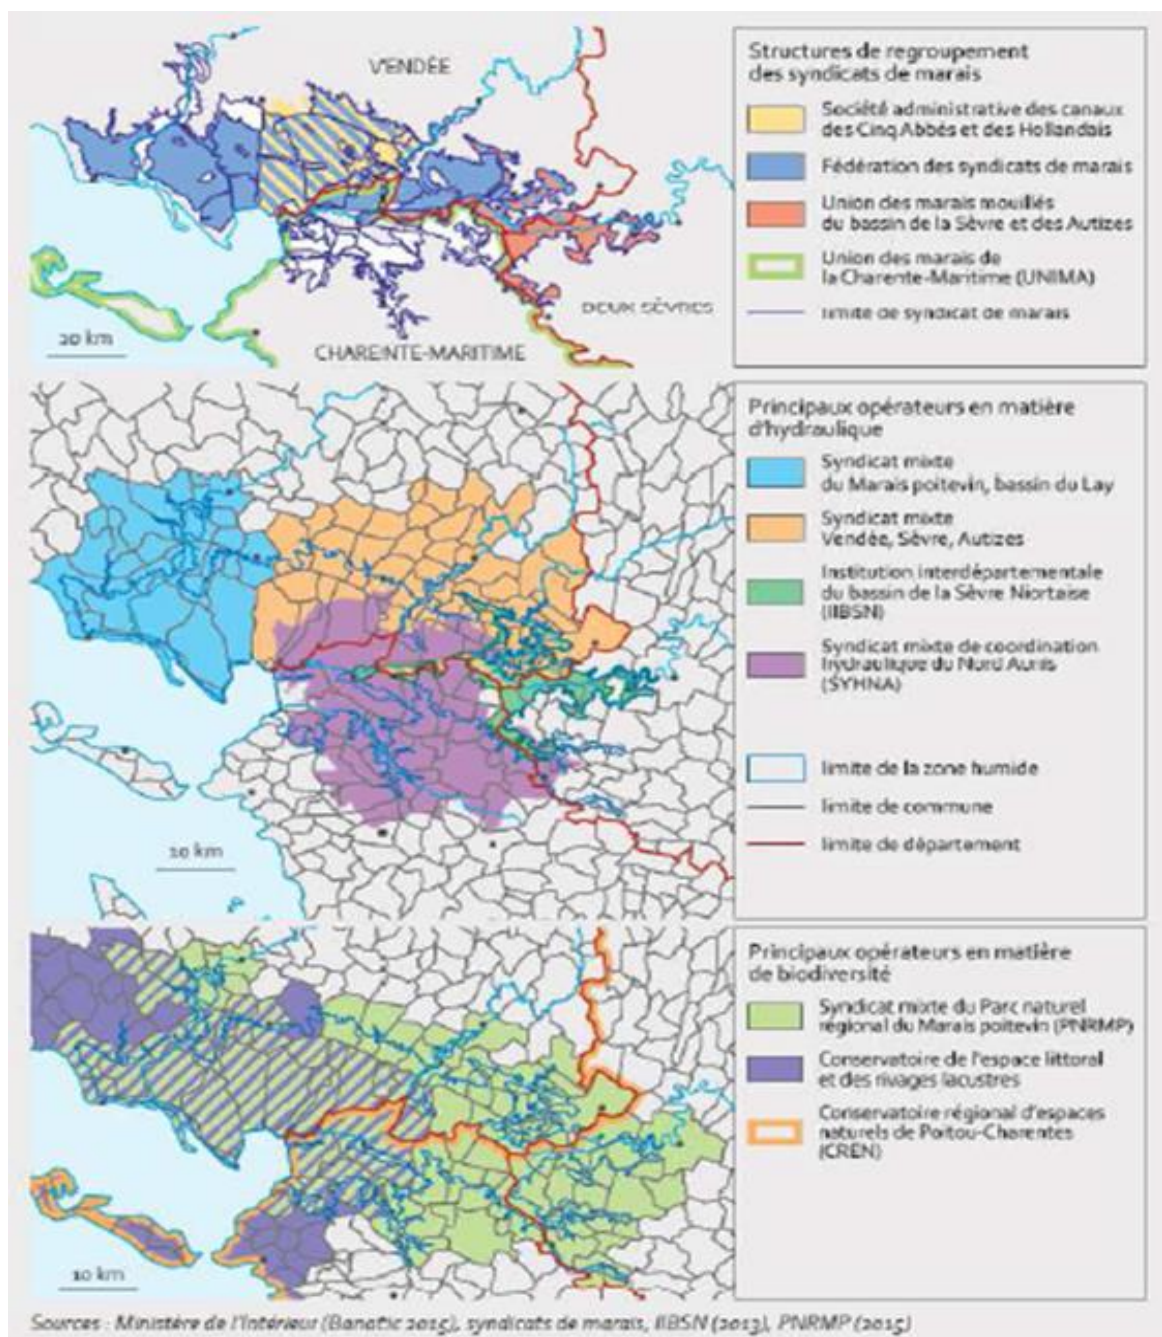 VENDÉE
DEUX SÈVRES
CHARENTE-MARITIME
20 km
Structures de regroupement
des syndicats de marais
Société administrative des canaux
des Cinq Abbés et des Hollandais
Fédération des syndicats de marais
Union des marais mouillés
du bassin de la Sèvre et des Autizes
Union des marais de
la Charente-Maritime (UNIMA)
limite de syndicat de marais
10 km
Principaux opérateurs en matière
d'hydraulique
Syndicat mixte
du Marais poitevin, bassin du Lay
Syndicat mixte
Vendée, Sèvre, Autizes
Institution interdépartementale
du bassin de la Sèvre Niortaise
(IIBSN)
Syndicat mixte de coordination
hydraulique du Nord Aunis
(SYHNA)
limite de la zone humide
limite de commune
limite de département
10 km
Principaux opérateurs en matière
de biodiversité
Syndicat mixte du Parc naturel
régional du Marais poitevin (PNRMP)
Conservatoire de l'espace littoral
et des rivages lacustres
Conservatoire régional d'espaces
naturels de Poitou-Charentes
(CREN)
Sources : Ministère de l'Intérieur (Banatic 2015), syndicats de marais, IIBSN (2013), PNRMP (2015)